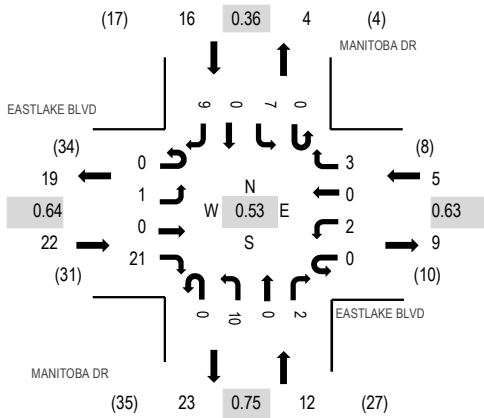 (17) 16 0.36 4 (4)
MANITOBA DR
EASTLAKE BLVD
9 0 7 0
(34) 0 3 (8)
19 1 N 0 5
0.64 W 0.53 E 0.63
22 0 S 2 9
(31) 21 0 (10)
0 10 0 2
EASTLAKE BLVD
MANITOBA DR
(35) 23 0.75 12 (27)